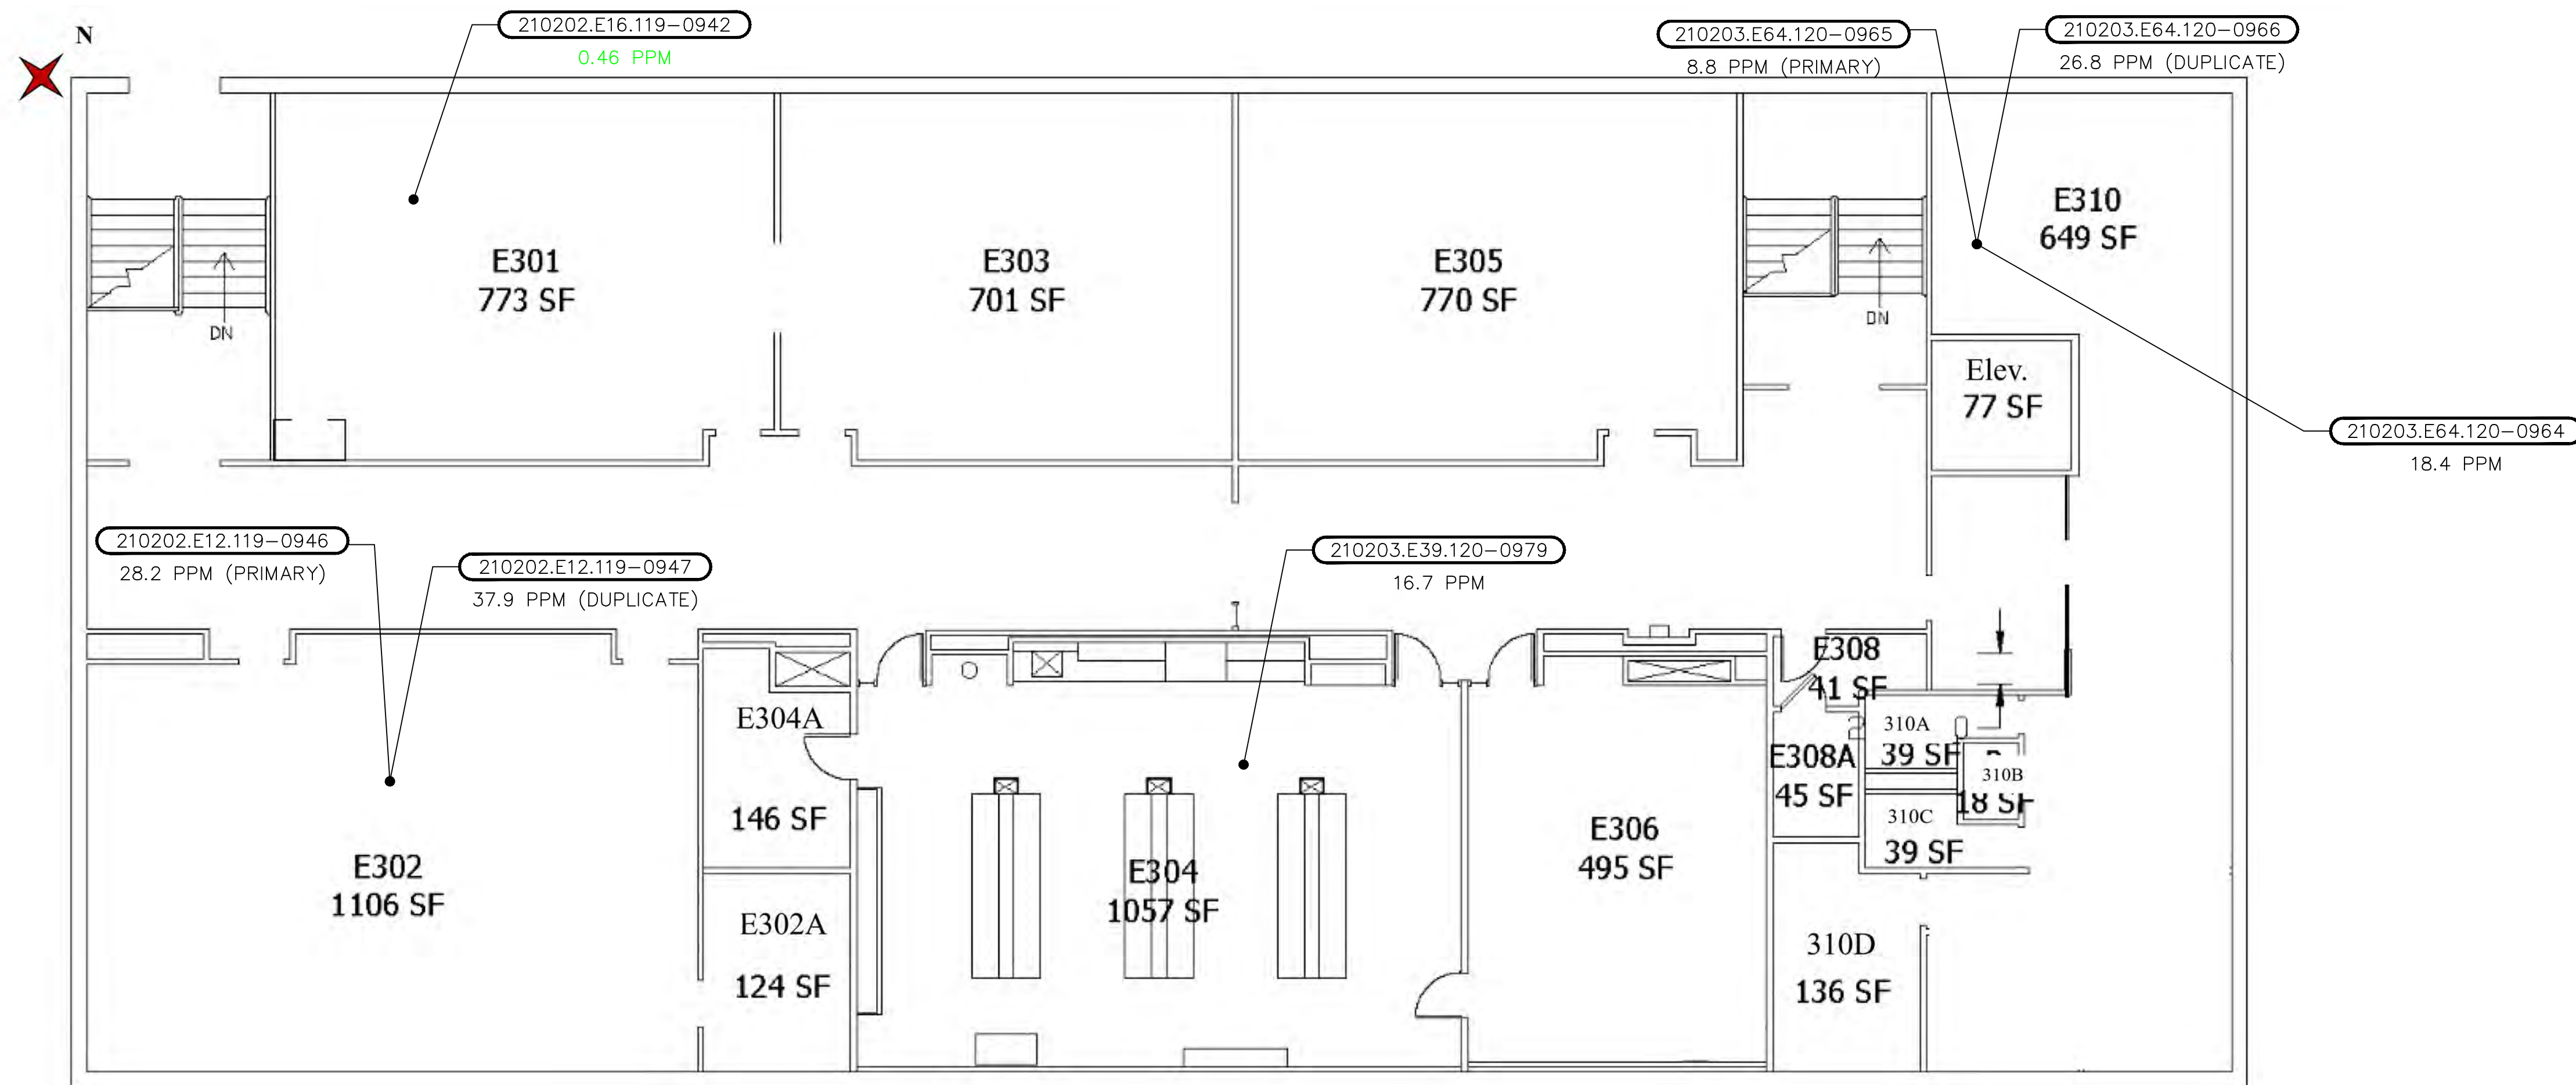 N
210202.E16.119-0942
0.46 PPM
210203.E64.120-0965
8.8 PPM (PRIMARY)
210203.E64.120-0966
26.8 PPM (DUPLICATE)
E301
773 SF
E303
701 SF
E305
770 SF
E310
649 SF
DN
DN
Elev.
77 SF
210203.E64.120-0964
18.4 PPM
210202.E12.119-0946
28.2 PPM (PRIMARY)
210202.E12.119-0947
37.9 PPM (DUPLICATE)
210203.E39.120-0979
16.7 PPM
E308
41 SF
E304A
146 SF
310A
39 SF
E308A
45 SF
310B
18 SF
310C
39 SF
E302
1106 SF
E304
1057 SF
E306
495 SF
E302A
124 SF
310D
136 SF